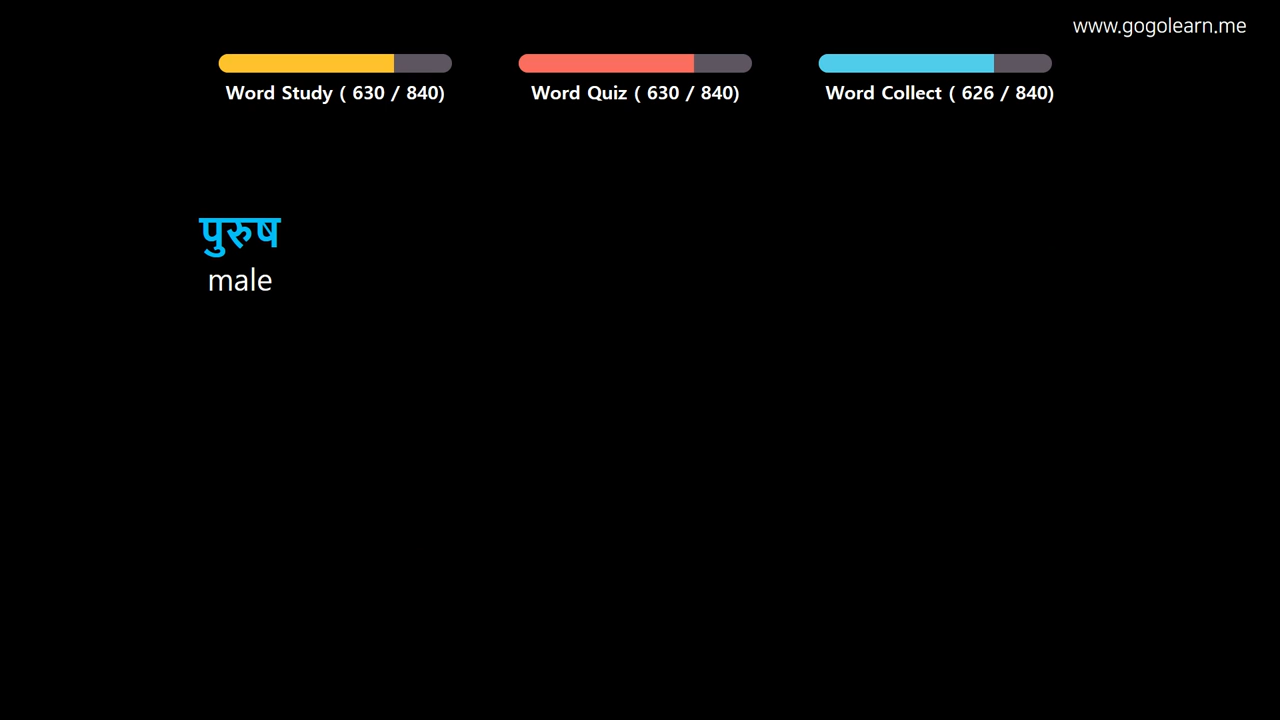 www.gogolearn.me
Word Study ( 630 / 840)
Word Quiz ( 630 / 840)
Word Collect ( 626 / 840)
पुरुष
male